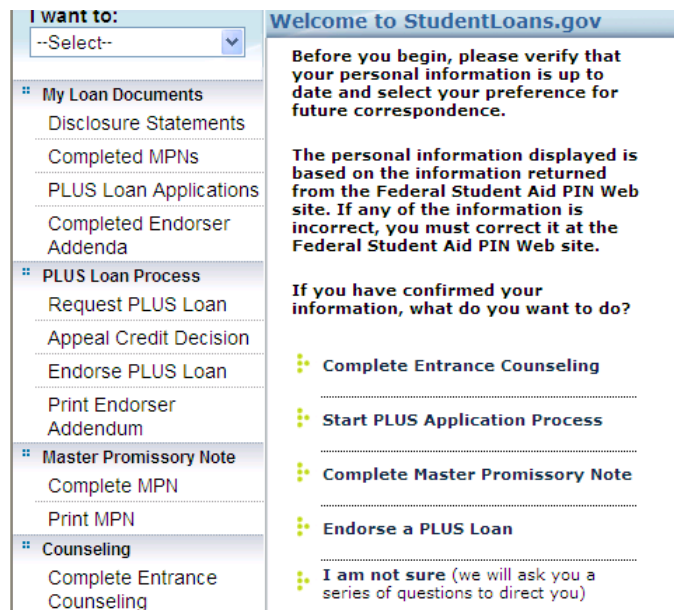 I want to:
--Select--
My Loan Documents
Disclosure Statements
Completed MPNs
PLUS Loan Applications
Completed Endorser
Addenda
PLUS Loan Process
Request PLUS Loan
Appeal Credit Decision
Endorse PLUS Loan
Print Endorser
Addendum
Master Promissory Note
Complete MPN
Print MPN
Counseling
Complete Entrance
Counseling
Welcome to StudentLoans.gov
Before you begin, please verify that
your personal information is up to
date and select your preference for
future correspondence.
The personal information displayed is
based on the information returned
from the Federal Student Aid PIN Web
site. If any of the information is
incorrect, you must correct it at the
Federal Student Aid PIN Web site.
If you have confirmed your
information, what do you want to do?
Complete Entrance Counseling
Start PLUS Application Process
Complete Master Promissory Note
Endorse a PLUS Loan
I am not sure (we will ask you a
series of questions to direct you)